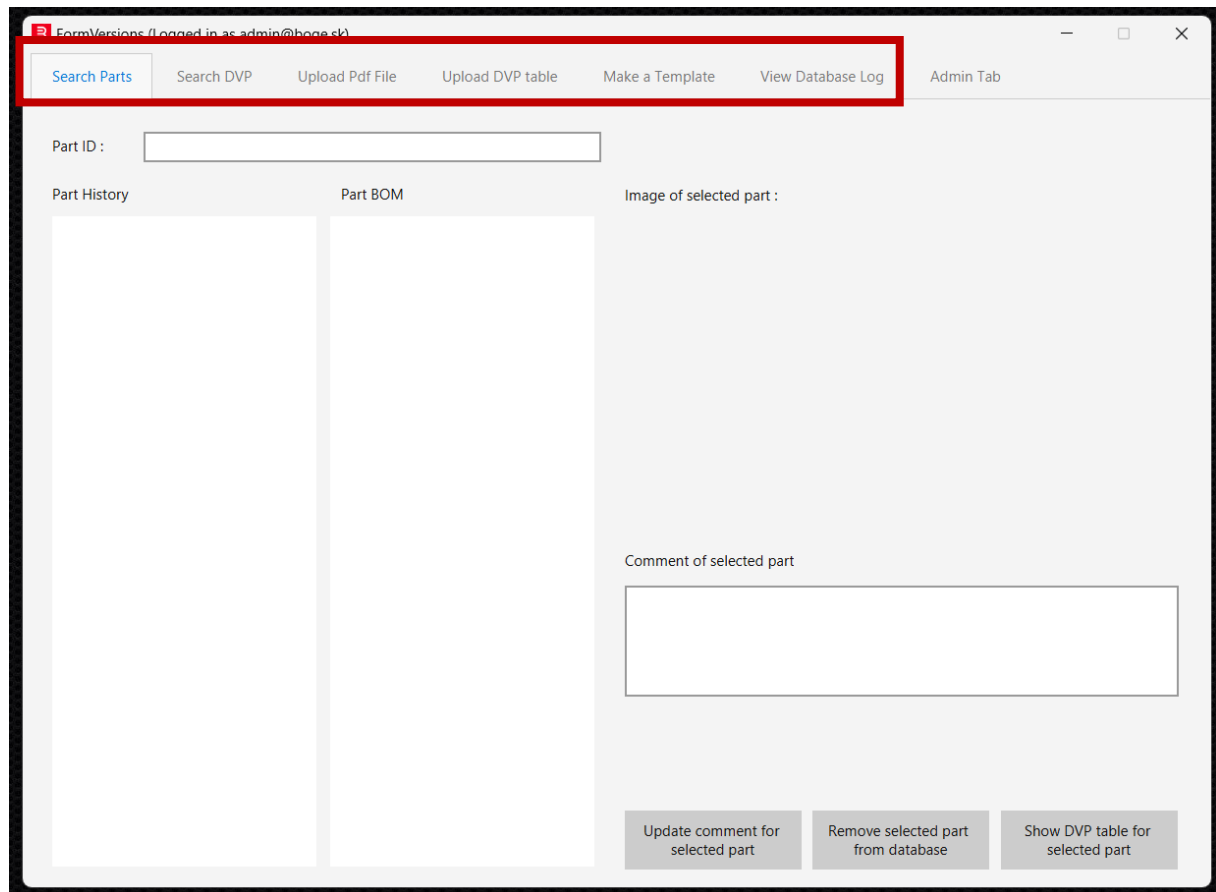 FormVersions (Logged in as admin@boge.sk)
Search Parts Search DVP Upload Pdf File Upload DVP table Make a Template View Database Log Admin Tab
Part ID :
Part History Part BOM Image of selected part :
Comment of selected part
Update comment for selected part
Remove selected part from database
Show DVP table for selected part